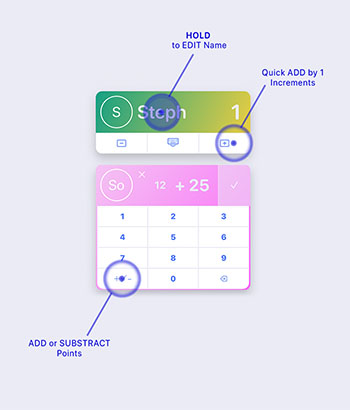 HOLD
to EDIT Name
Quick ADD by 1
Increments
S Steph 1
So 12 + 25
1 2 3
4 5 6
7 8 9
+/- 0
ADD or SUBSTRACT
Points